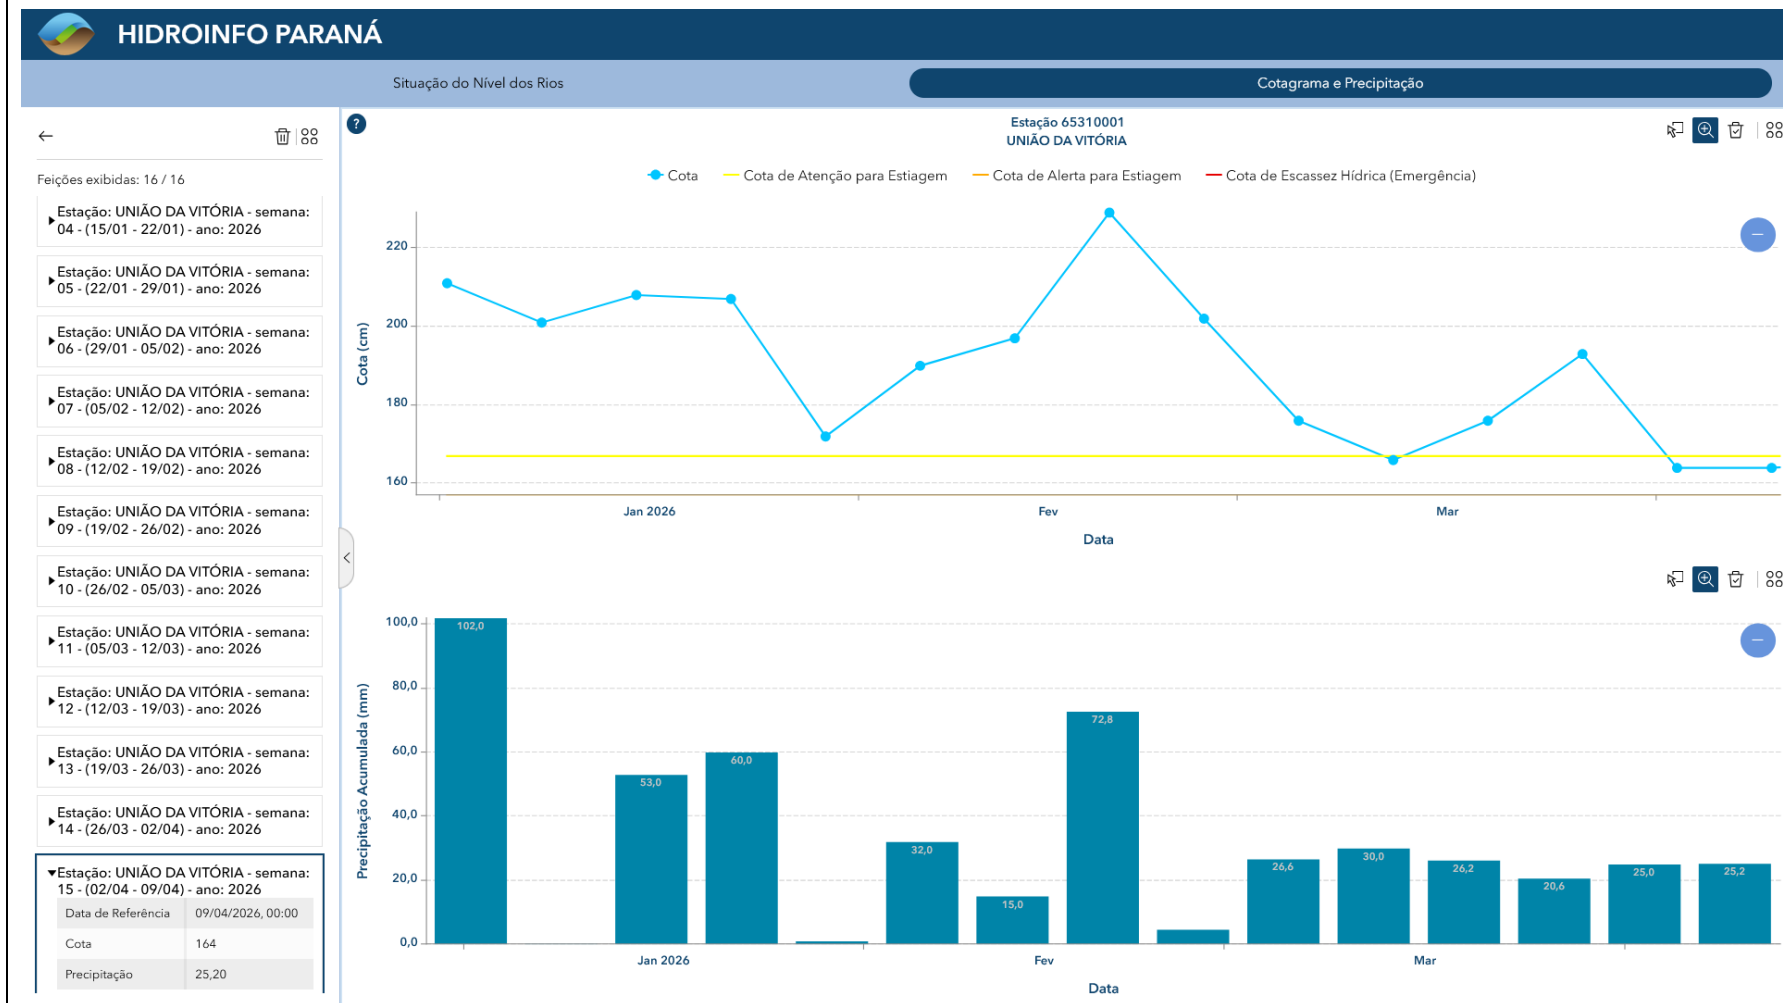 HIDROINFO PARANÁ
Situação do Nível dos Rios
Cotagrama e Precipitação
Feições exibidas: 16 / 16
Estação: UNIÃO DA VITÓRIA - semana:
04 - (15/01 - 22/01) - ano: 2026
Estação: UNIÃO DA VITÓRIA - semana:
05 - (22/01 - 29/01) - ano: 2026
Estação: UNIÃO DA VITÓRIA - semana:
06 - (29/01 - 05/02) - ano: 2026
Estação: UNIÃO DA VITÓRIA - semana:
07 - (05/02 - 12/02) - ano: 2026
Estação: UNIÃO DA VITÓRIA - semana:
08 - (12/02 - 19/02) - ano: 2026
Estação: UNIÃO DA VITÓRIA - semana:
09 - (19/02 - 26/02) - ano: 2026
Estação: UNIÃO DA VITÓRIA - semana:
10 - (26/02 - 05/03) - ano: 2026
Estação: UNIÃO DA VITÓRIA - semana:
11 - (05/03 - 12/03) - ano: 2026
Estação: UNIÃO DA VITÓRIA - semana:
12 - (12/03 - 19/03) - ano: 2026
Estação: UNIÃO DA VITÓRIA - semana:
13 - (19/03 - 26/03) - ano: 2026
Estação: UNIÃO DA VITÓRIA - semana:
14 - (26/03 - 02/04) - ano: 2026
Estação: UNIÃO DA VITÓRIA - semana:
15 - (02/04 - 09/04) - ano: 2026
Data de Referência 09/04/2026, 00:00
Cota 164
Precipitação 25,20
?
Estação 65310001
UNIÃO DA VITÓRIA
Cota Cota de Atenção para Estiagem Cota de Alerta para Estiagem Cota de Escassez Hídrica (Emergência)
Cota (cm)
220
200
180
160
Jan 2026 Fev Mar
Data
Precipitação Acumulada (mm)
100,0
80,0
60,0
40,0
20,0
0,0
102,0
53,0
60,0
32,0
15,0
72,8
26,6
30,0
26,2
20,6
25,0
25,2
Jan 2026 Fev Mar
Data